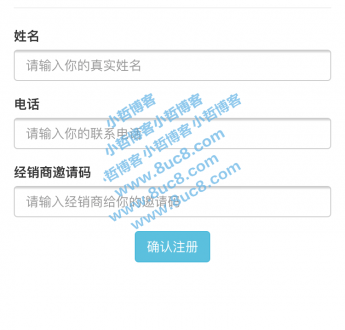 姓名
请输入你的真实姓名
电话
请输入你的联系电话
经销商邀请码
请输入经销商给你的邀请码
确认注册
小哲博客 小哲博客
小哲博客 小哲博客
哲博客 小哲博客
www.8uc8.com
www.8uc8.com
www.8uc8.com